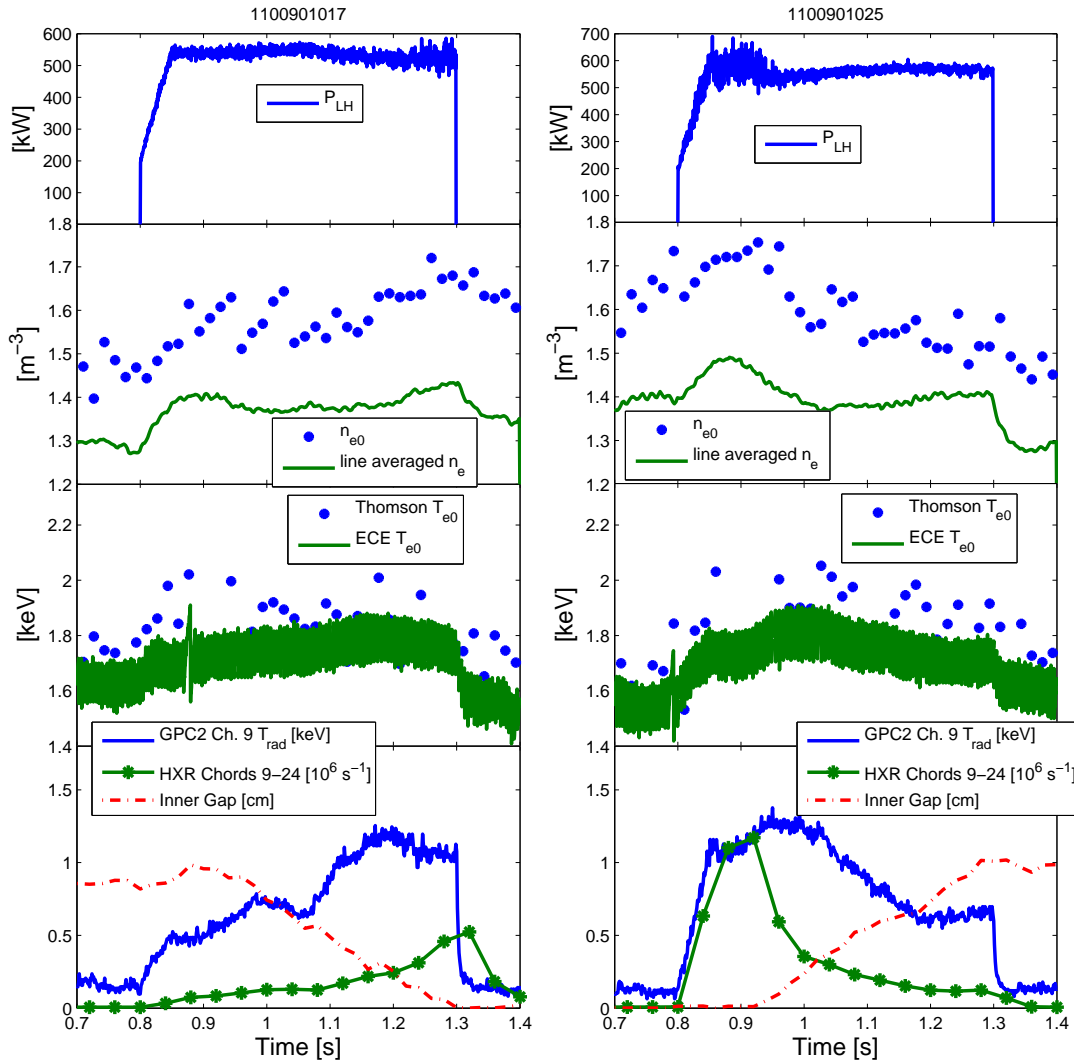 1100901017
600
500
400
300
200
100
1.8
[kW]
P_LH
1.7
1.6
1.5
1.4
1.3
1.2
[m^−3]
n_e0
line averaged n_e
2.2
2
1.8
1.6
1.4
[keV]
Thomson T_e0
ECE T_e0
GPC2 Ch. 9 T_rad [keV]
HXR Chords 9−24 [10^6 s^−1]
Inner Gap [cm]
1
0.5
0
0.7 0.8 0.9 1 1.1 1.2 1.3 1.4
Time [s]
1100901025
700
600
500
400
300
200
100
1.8
[kW]
P_LH
1.7
1.6
1.5
1.4
1.3
1.2
[m^−3]
n_e0
line averaged n_e
2.2
2
1.8
1.6
1.4
[keV]
Thomson T_e0
ECE T_e0
GPC2 Ch. 9 T_rad [keV]
HXR Chords 9−24 [10^6 s^−1]
Inner Gap [cm]
1
0.5
0
0.7 0.8 0.9 1 1.1 1.2 1.3 1.4
Time [s]